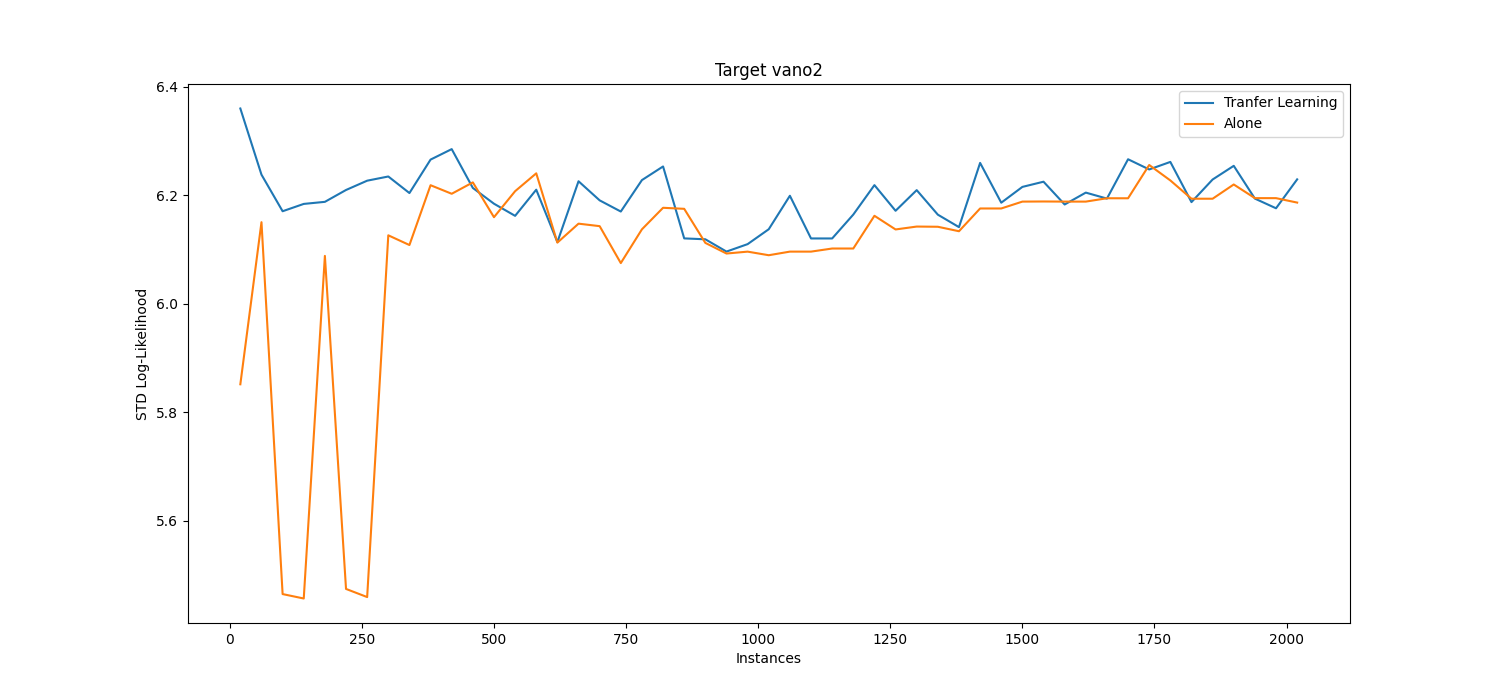 Target vano2
6.4
6.2
6.0
5.8
5.6
STD Log-Likelihood
Tranfer Learning
Alone
0 250 500 750 1000 1250 1500 1750 2000
Instances